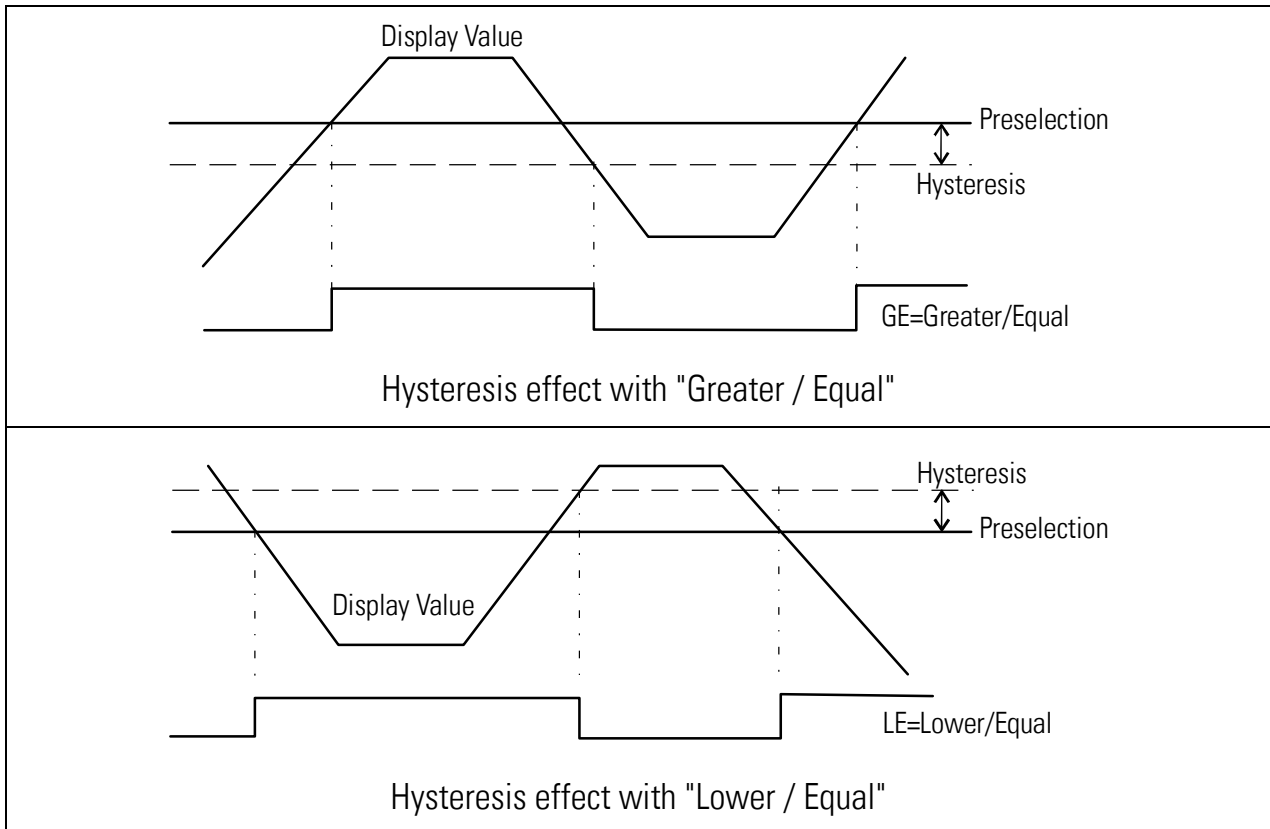 Display Value
Preselection
Hysteresis
GE=Greater/Equal
Hysteresis effect with "Greater / Equal"
Hysteresis
Preselection
Display Value
LE=Lower/Equal
Hysteresis effect with "Lower / Equal"